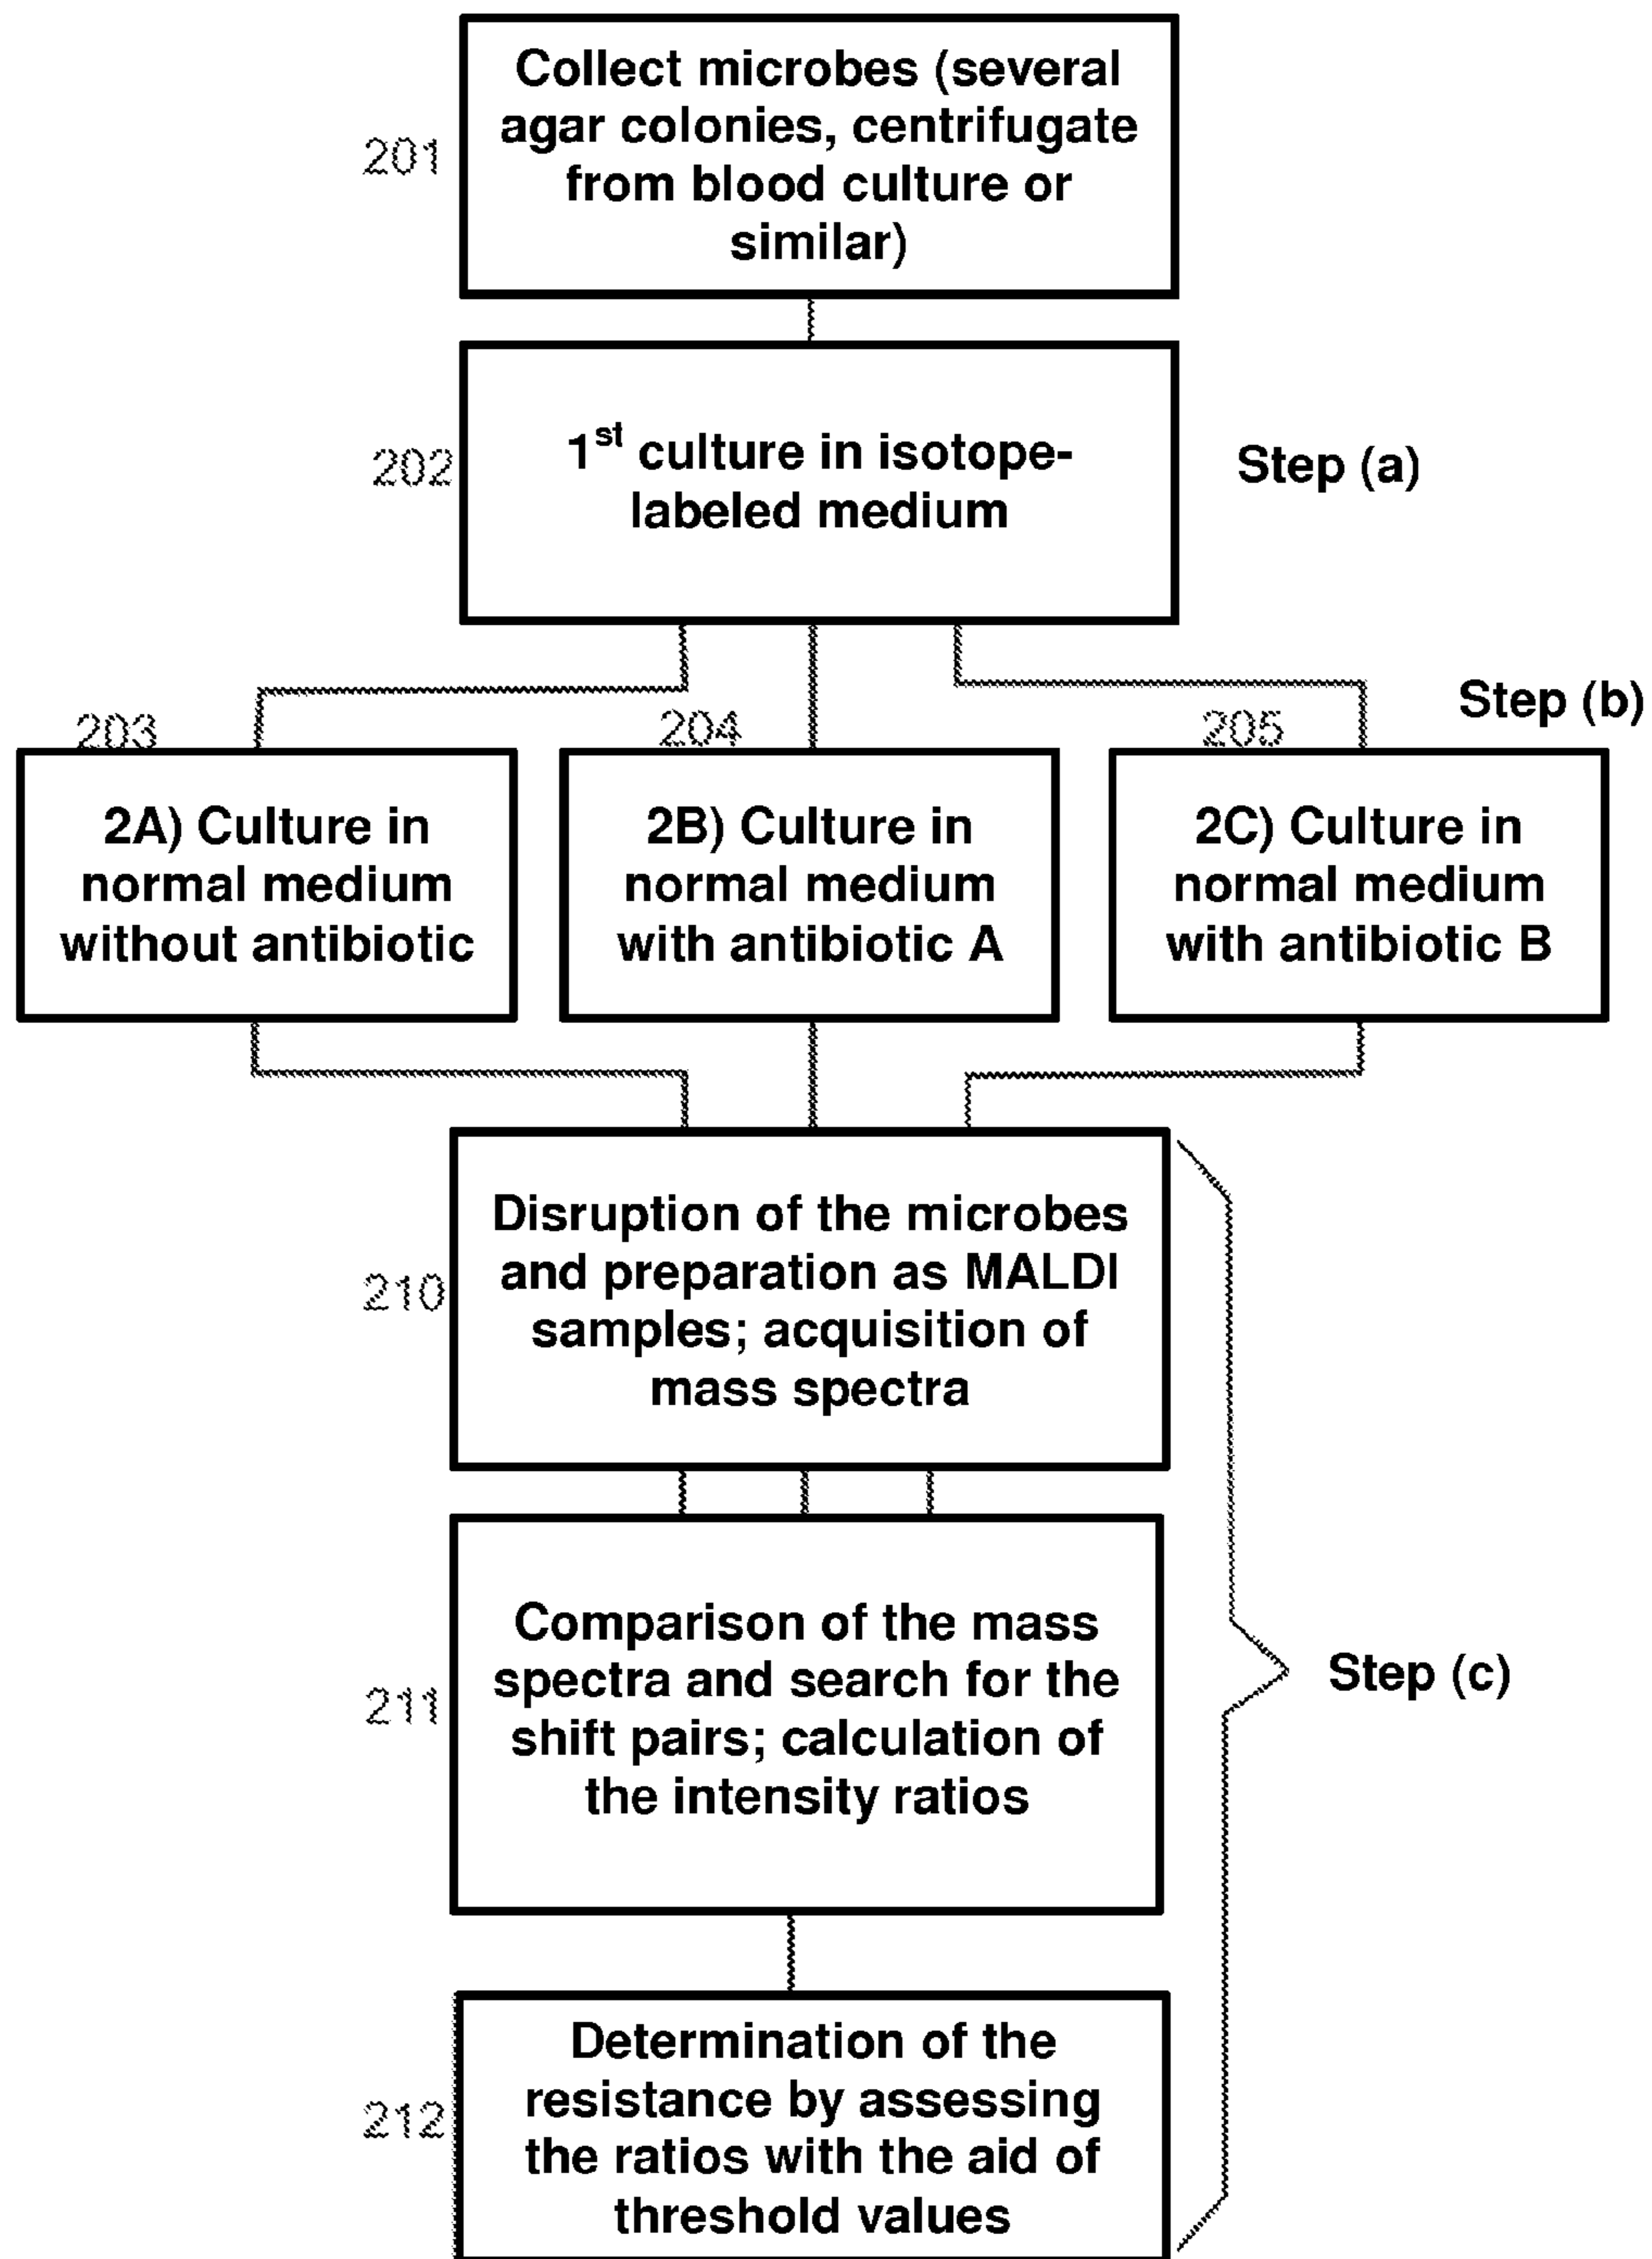 Collect microbes (several
agar colonies, centrifugate
from blood culture or
similar)
201
1st culture in isotope-
labeled medium
202
Step (a)
Step (b)
203
2A) Culture in
normal medium
without antibiotic
204
2B) Culture in
normal medium
with antibiotic A
205
2C) Culture in
normal medium
with antibiotic B
210
Disruption of the microbes
and preparation as MALDI
samples; acquisition of
mass spectra
211
Comparison of the mass
spectra and search for the
shift pairs; calculation of
the intensity ratios
Step (c)
212
Determination of the
resistance by assessing
the ratios with the aid of
threshold values